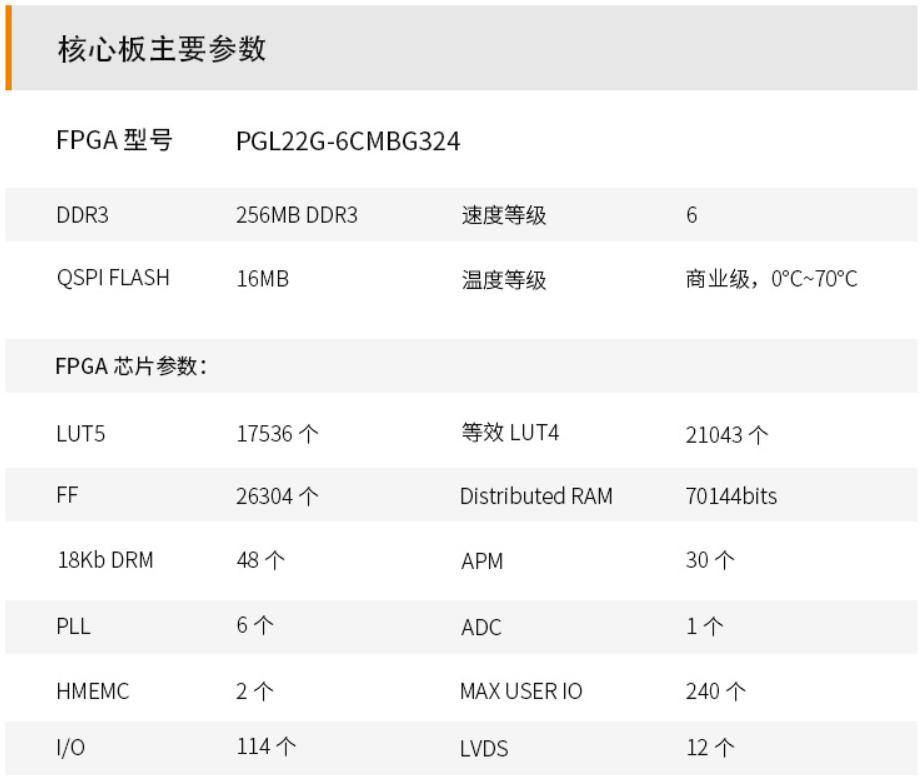 核心板主要参数
FPGA 型号 PGL22G-6CMBG324
DDR3 256MB DDR3 速度等级 6
QSPI FLASH 16MB 温度等级 商业级，0°C~70°C
FPGA 芯片参数：
LUT5 17536 个 等效 LUT4 21043 个
FF 26304 个 Distributed RAM 70144bits
18Kb DRM 48 个 APM 30 个
PLL 6 个 ADC 1 个
HMEMC 2 个 MAX USER IO 240 个
I/O 114 个 LVDS 12 个